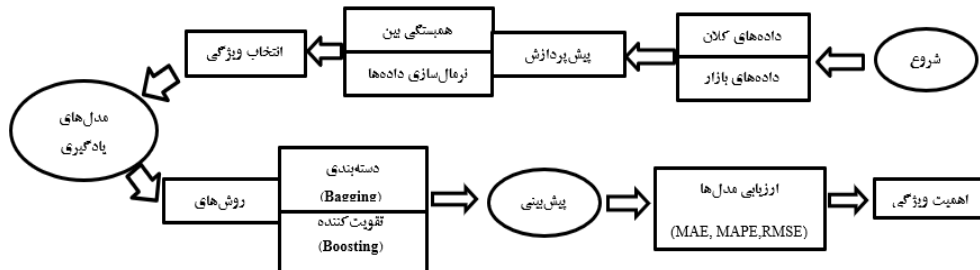 شروع
داده‌های کلان
داده‌های بازار
پیش‌پردازش
همبستگی بین
نرمال‌سازی داده‌ها
انتخاب ویژگی
مدل‌های
یادگیری
روش‌های
دسته‌بندی
(Bagging)
تقویت‌کننده
(Boosting)
پیش‌بینی
ارزیابی مدل‌ها
(MAE, MAPE,RMSE)
اهمیت ویژگی